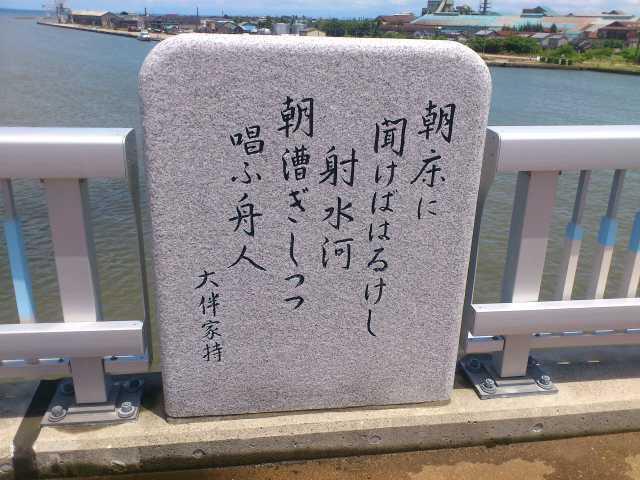 朝床に
聞けばはるけし
射水河
朝漕ぎしつつ
唱ふ舟人
大伴家持